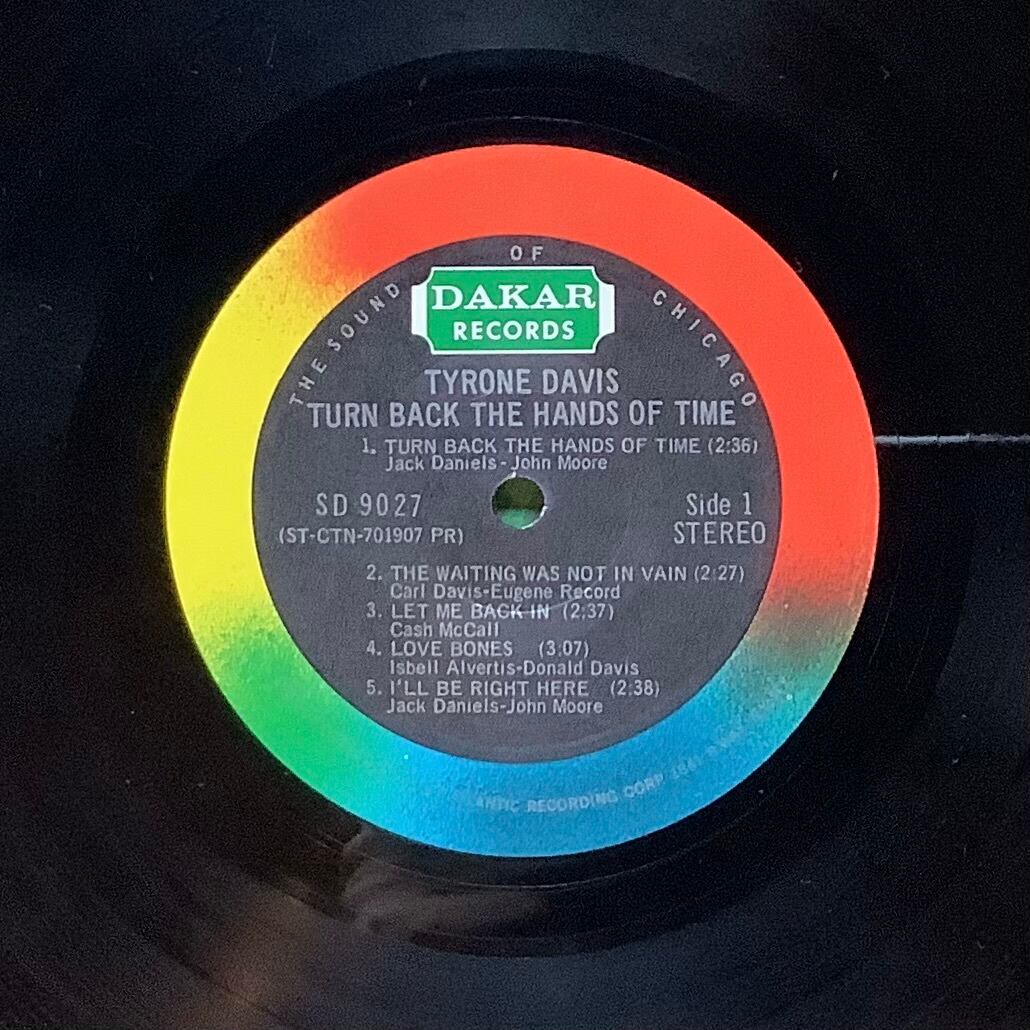 THE SOUND OF CHICAGO
DAKAR
RECORDS
TYRONE DAVIS
TURN BACK THE HANDS OF TIME
1. TURN BACK THE HANDS OF TIME (2:36)
Jack Daniels-John Moore
SD 9027
Side 1
(ST-CTN-701907 PR)
STEREO
2. THE WAITING WAS NOT IN VAIN (2:27)
Carl Davis-Eugene Record
3. LET ME BACK IN (2:37)
Cash McCall
4. LOVE BONES (3:07)
Isbell Alvertis-Donald Davis
5. I'LL BE RIGHT HERE (2:38)
Jack Daniels-John Moore
RECORDING CORP